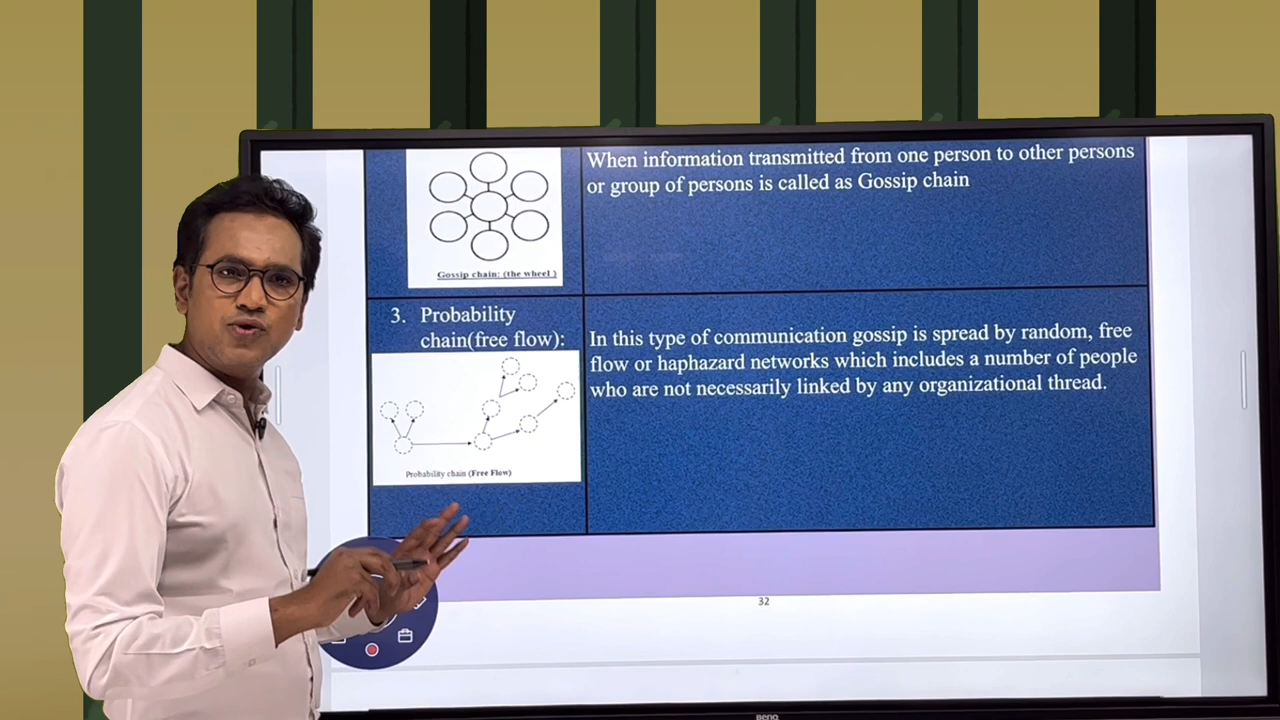 When information transmitted from one person to other persons
or group of persons is called as Gossip chain
Gossip chain: (the wheel )
3. Probability
chain(free flow):
In this type of communication gossip is spread by random, free
flow or haphazard networks which includes a number of people
who are not necessarily linked by any organizational thread.
Probability chain (Free Flow)
32
BenQ